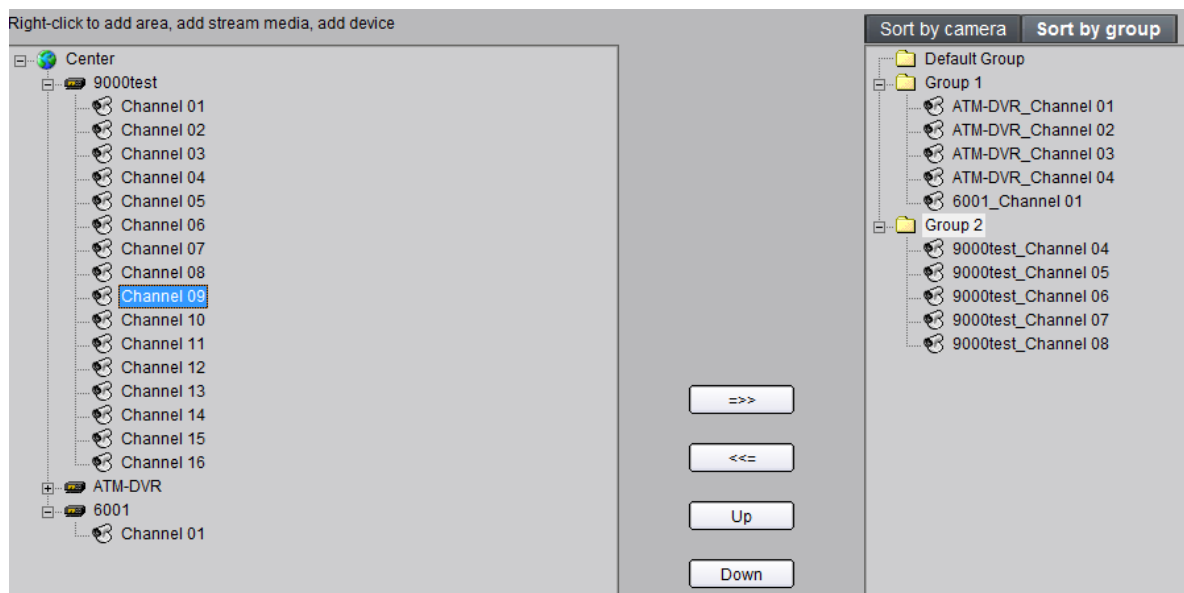 Right-click to add area, add stream media, add device
Center
9000test
Channel 01
Channel 02
Channel 03
Channel 04
Channel 05
Channel 06
Channel 07
Channel 08
Channel 09
Channel 10
Channel 11
Channel 12
Channel 13
Channel 14
Channel 15
Channel 16
ATM-DVR
6001
Channel 01
=>>
<<=
Up
Down
Sort by camera Sort by group
Default Group
Group 1
ATM-DVR_Channel 01
ATM-DVR_Channel 02
ATM-DVR_Channel 03
ATM-DVR_Channel 04
6001_Channel 01
Group 2
9000test_Channel 04
9000test_Channel 05
9000test_Channel 06
9000test_Channel 07
9000test_Channel 08